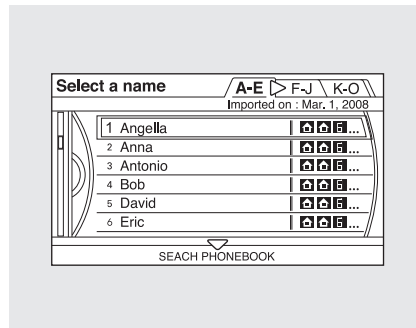 Select a name A-E F-J K-O
Imported on : Mar. 1, 2008
1 Angella ...
2 Anna ...
3 Antonio ...
4 Bob ...
5 David ...
6 Eric ...
SEACH PHONEBOOK